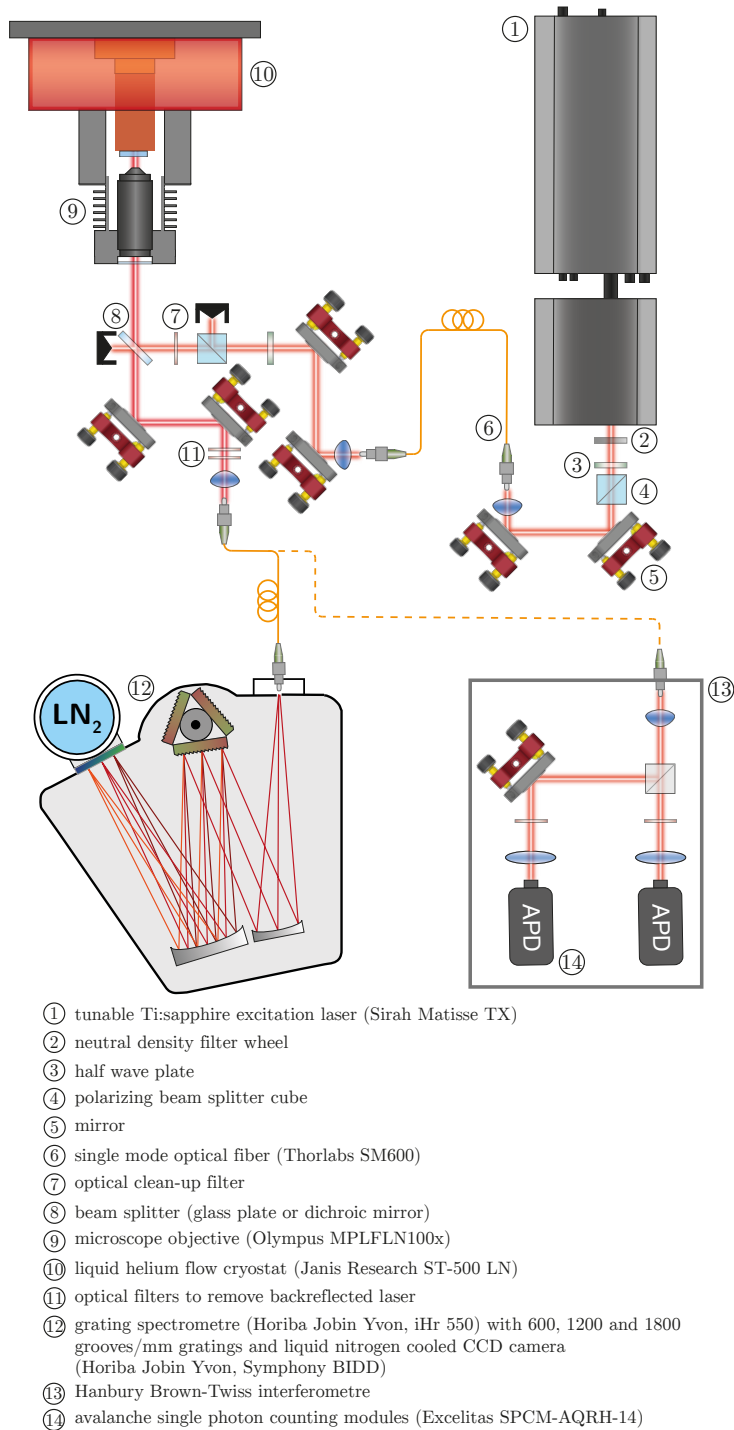 ①
⑩
⑨
⑧
⑦
⑥
②
③
④
⑪
⑤
⑫
LN₂
⑬
APD
APD
⑭
① tunable Ti:sapphire excitation laser (Sirah Matisse TX)
② neutral density filter wheel
③ half wave plate
④ polarizing beam splitter cube
⑤ mirror
⑥ single mode optical fiber (Thorlabs SM600)
⑦ optical clean-up filter
⑧ beam splitter (glass plate or dichroic mirror)
⑨ microscope objective (Olympus MPLFLN100x)
⑩ liquid helium flow cryostat (Janis Research ST-500 LN)
⑪ optical filters to remove backreflected laser
⑫ grating spectrometre (Horiba Jobin Yvon, iHr 550) with 600, 1200 and 1800
grooves/mm gratings and liquid nitrogen cooled CCD camera
(Horiba Jobin Yvon, Symphony BIDD)
⑬ Hanbury Brown-Twiss interferometre
⑭ avalanche single photon counting modules (Excelitas SPCM-AQRH-14)